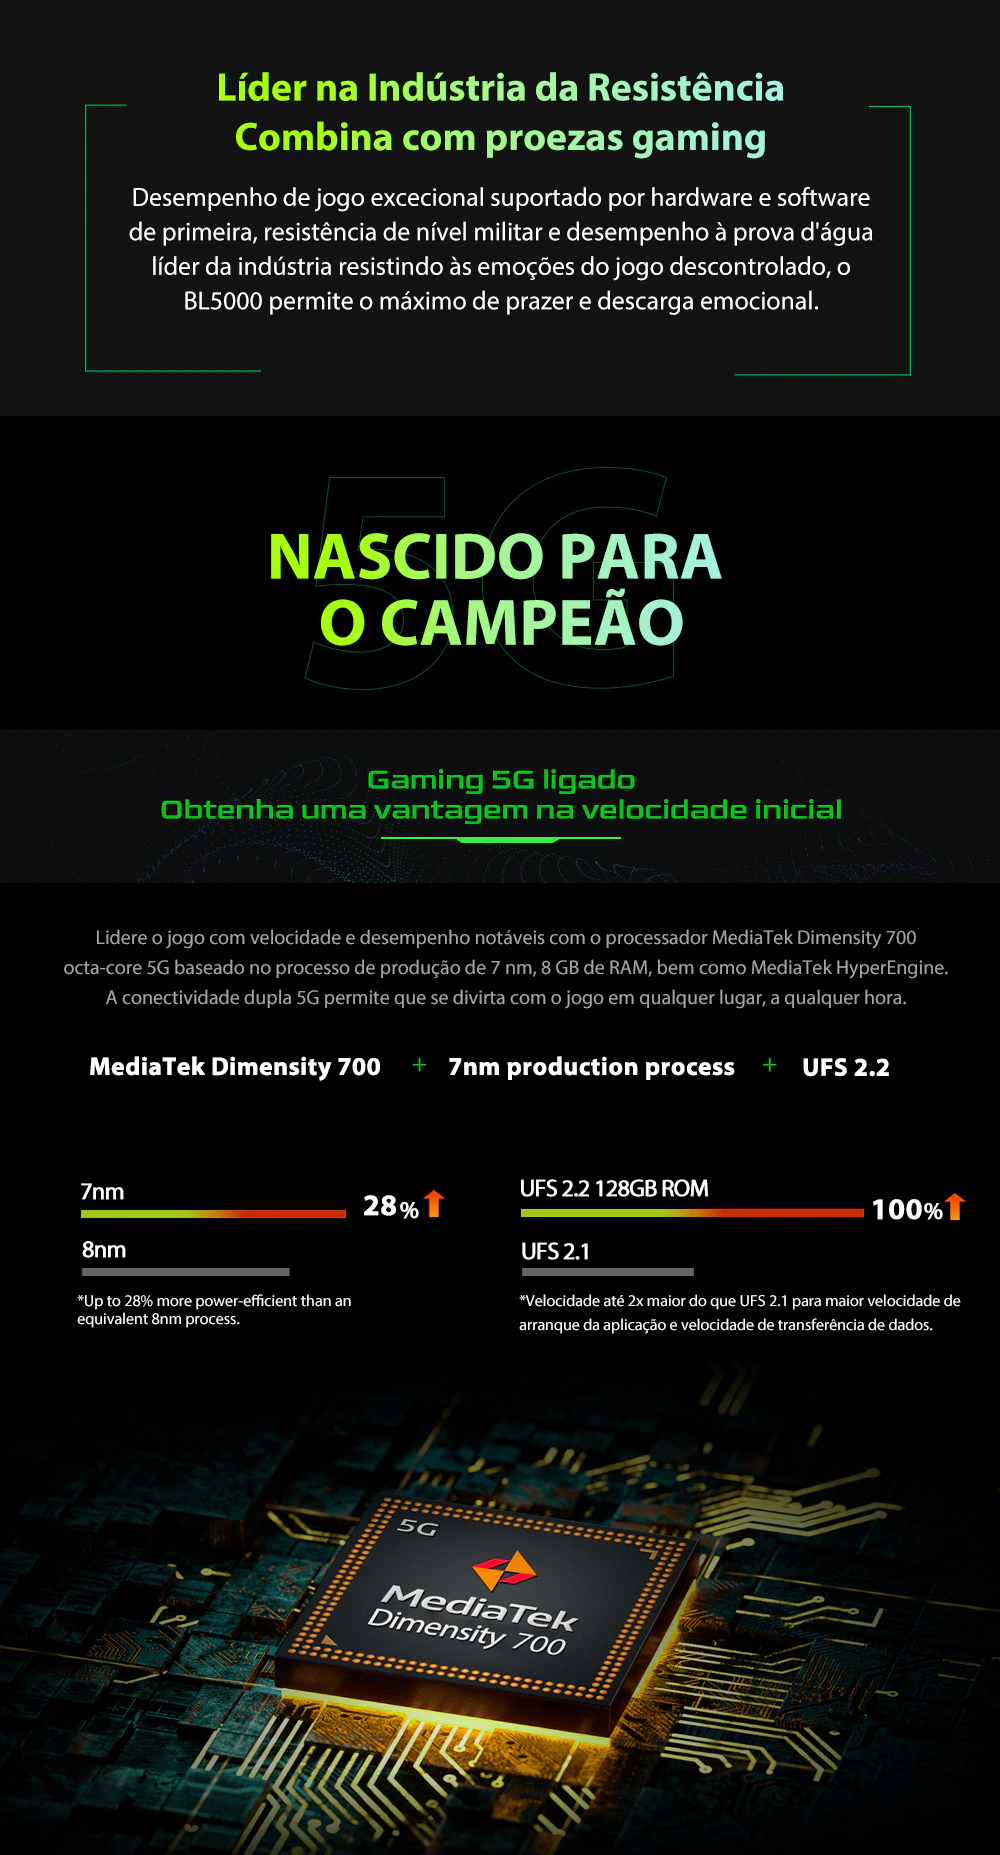 Líder na Indústria da Resistência
Combina com proezas gaming
Desempenho de jogo excecional suportado por hardware e software
de primeira, resistência de nível militar e desempenho à prova d'água
líder da indústria resistindo às emoções do jogo descontrolado, o
BL5000 permite o máximo de prazer e descarga emocional.
5G
NASCIDO PARA
O CAMPEÃO
Gaming 5G ligado
Obtenha uma vantagem na velocidade inicial
Lidere o jogo com velocidade e desempenho notáveis com o processador MediaTek Dimensity 700
octa-core 5G baseado no processo de produção de 7 nm, 8 GB de RAM, bem como MediaTek HyperEngine.
A conectividade dupla 5G permite que se divirta com o jogo em qualquer lugar, a qualquer hora.
MediaTek Dimensity 700 + 7nm production process + UFS 2.2
7nm
28%
8nm
*Up to 28% more power-efficient than an
equivalent 8nm process.
UFS 2.2 128GB ROM
100%
UFS 2.1
*Velocidade até 2x maior do que UFS 2.1 para maior velocidade de
arranque da aplicação e velocidade de transferência de dados.
5G
MediaTek
Dimensity 700